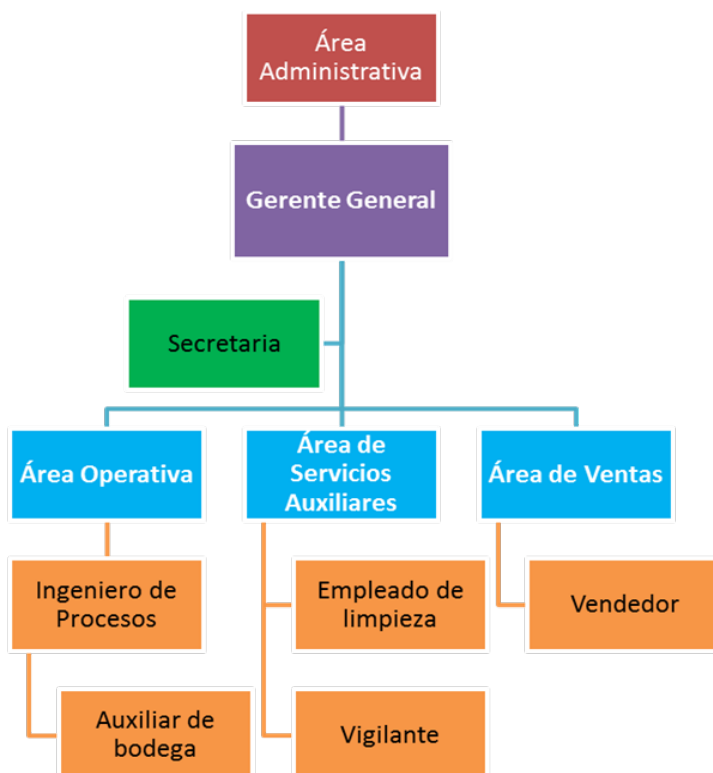 Área
Administrativa
Gerente General
Secretaria
Área Operativa
Área de
Servicios
Auxiliares
Área de Ventas
Ingeniero de
Procesos
Empleado de
limpieza
Vendedor
Auxiliar de
bodega
Vigilante